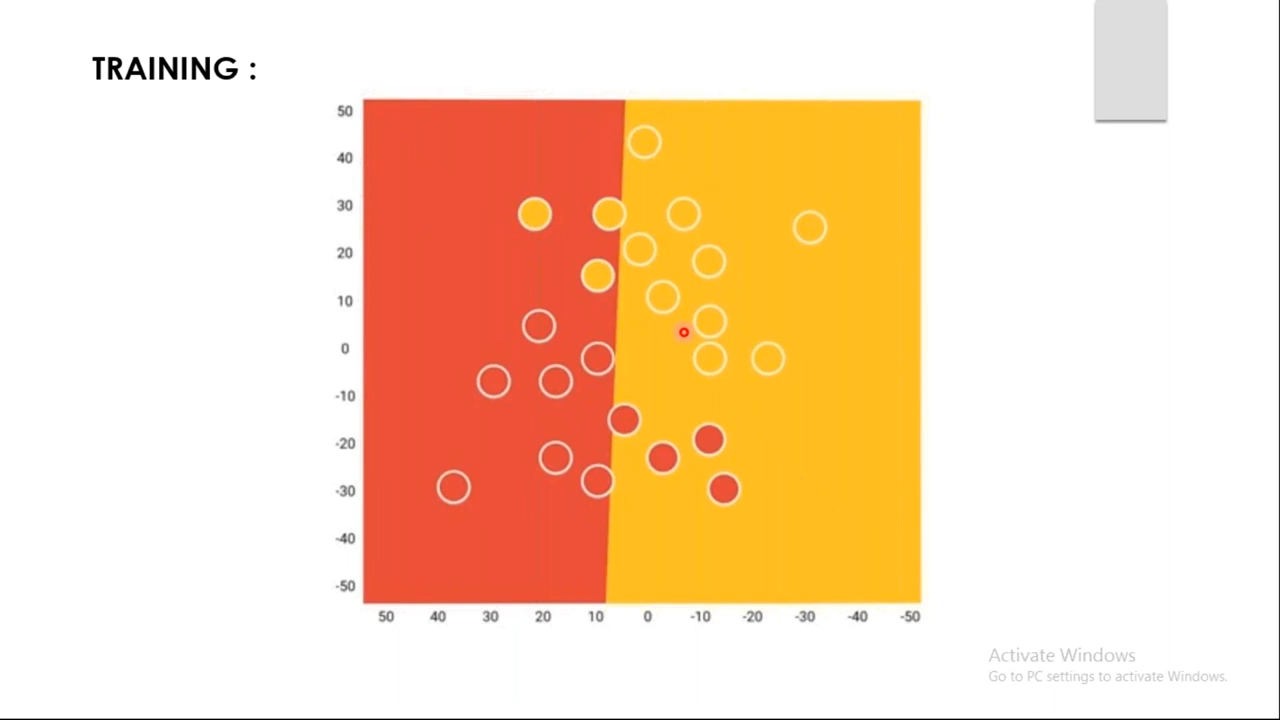 TRAINING :
50
40
30
20
10
0
-10
-20
-30
-40
-50
50 40 30 20 10 0 -10 -20 -30 -40 -50
Activate Windows
Go to PC settings to activate Windows.